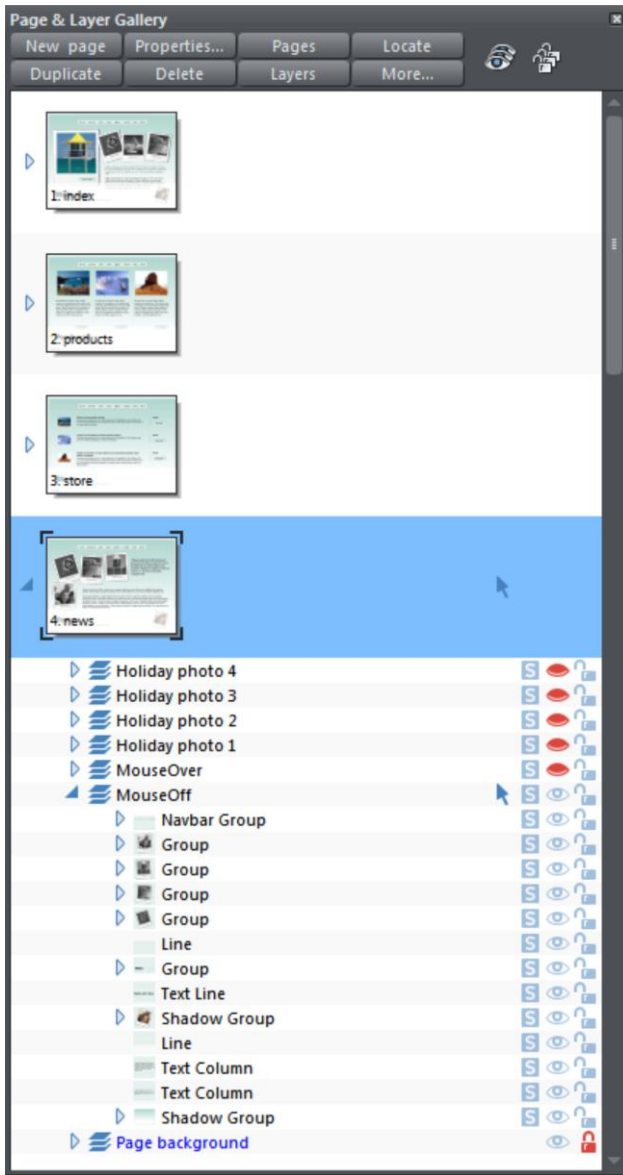 Page & Layer Gallery
New page Properties... Pages Locate
Duplicate Delete Layers More...
1: index
2: products
3: store
4: news
Holiday photo 4
S
Holiday photo 3
S
Holiday photo 2
S
Holiday photo 1
S
MouseOver
S
MouseOff
S
Navbar Group
S
Group
S
Group
S
Group
S
Group
S
Line
S
Group
S
Text Line
S
Shadow Group
S
Line
S
Text Column
S
Text Column
S
Shadow Group
S
Page background